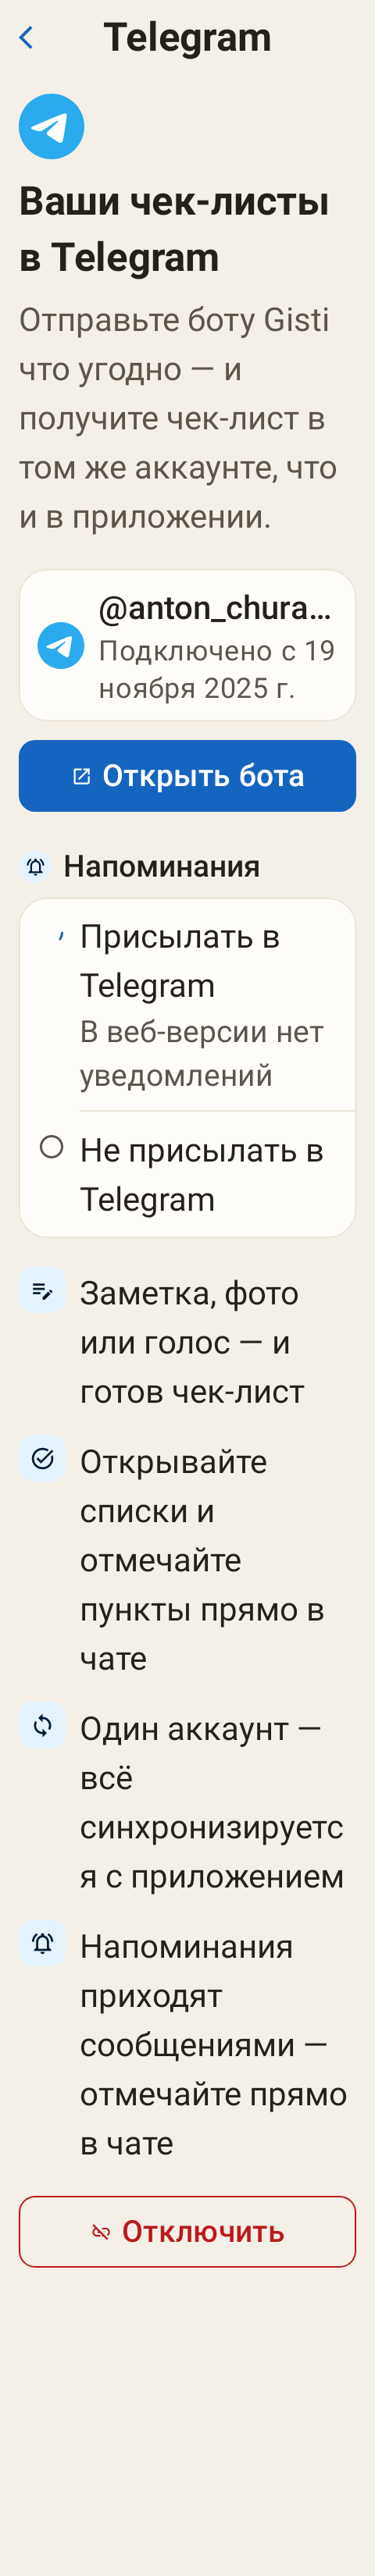 Telegram
Ваши чек-листы
в Telegram
Отправьте боту Gisti
что угодно — и
получите чек-лист в
том же аккаунте, что
и в приложении.
@anton_chura...
Подключено с 19
ноября 2025 г.
Открыть бота
Напоминания
Присылать в
Telegram
В веб-версии нет
уведомлений
Не присылать в
Telegram
Заметка, фото
или голос — и
готов чек-лист
Открывайте
списки и
отмечайте
пункты прямо в
чате
Один аккаунт —
всё
синхронизируетс
я с приложением
Напоминания
приходят
сообщениями —
отмечайте прямо
в чате
Отключить